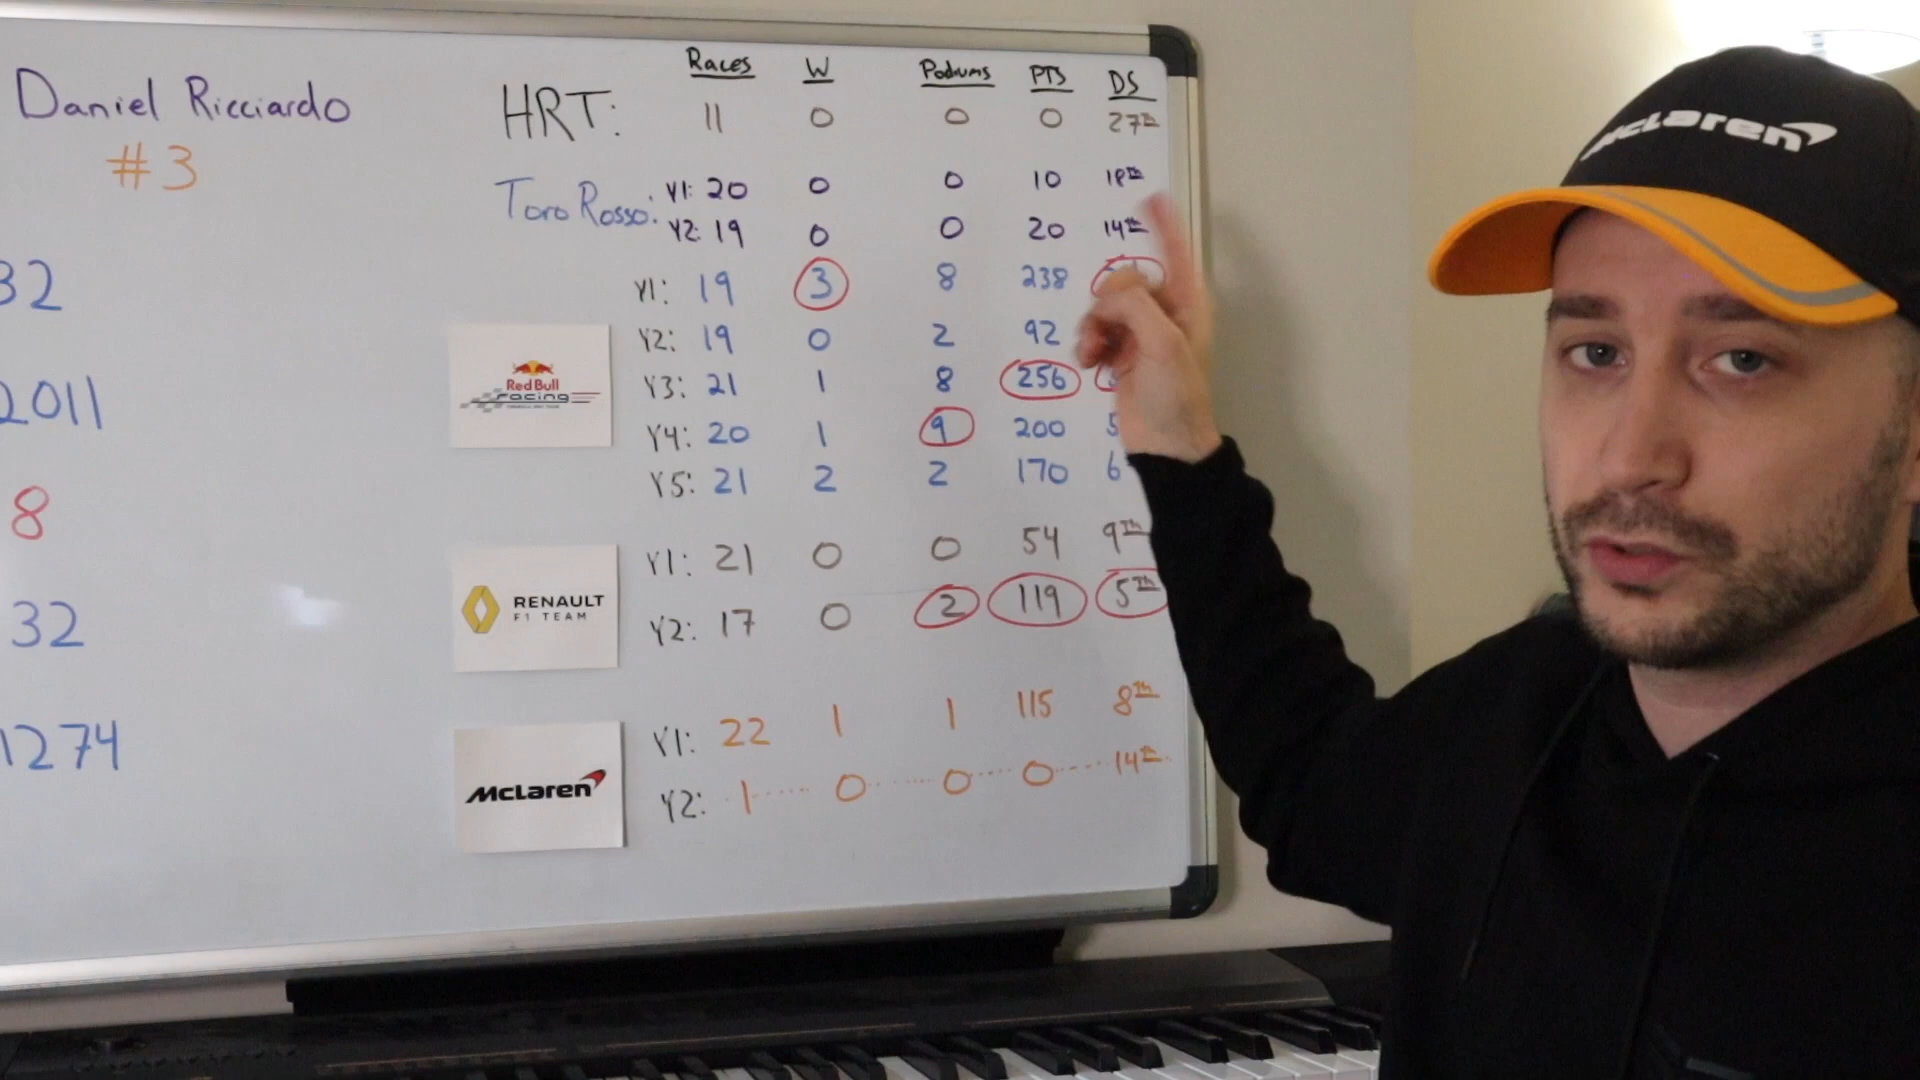 Races W Podiums PTS DS
Daniel Ricciardo
#3
HRT: 11 0 0 0 27th
Toro Rosso: Y1: 20 0 0 10 18th
Y2: 19 0 0 20 14th
Y1: 19 3 8 238
Y2: 19 0 2 92
Y3: 21 1 8 256 3
Y4: 20 1 9 200 5
Y5: 21 2 2 170 6
Red Bull
racing
Y1: 21 0 0 54 9th
Y2: 17 0 2 119 5th
RENAULT
F1 TEAM
Y1: 22 1 1 115 8th
Y2: 1 0 0 0 14th
McLaren
32
2011
8
32
1274
McLaren